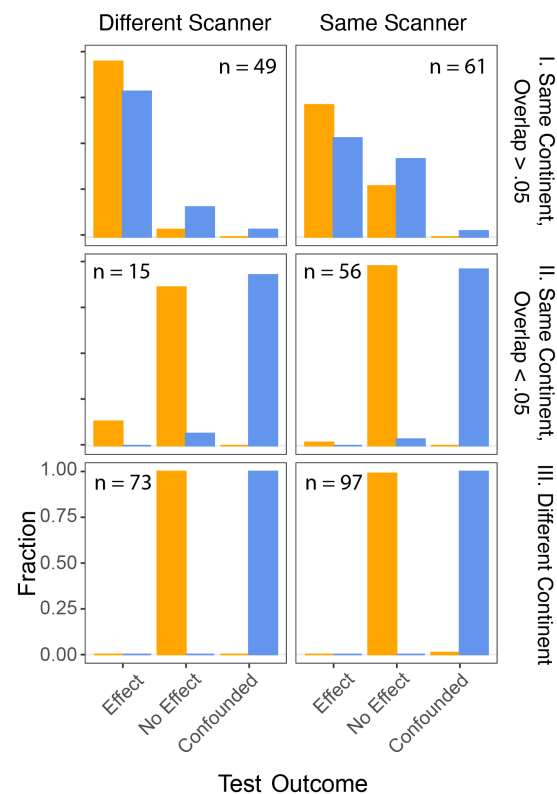 Different Scanner
Same Scanner
n = 49
n = 61
I. Same Continent,
Overlap > .05
n = 15
n = 56
II. Same Continent,
Overlap < .05
n = 73
n = 97
III. Different Continent
Fraction
1.00
0.75
0.50
0.25
0.00
Effect
No Effect
Confounded
Effect
No Effect
Confounded
Test Outcome